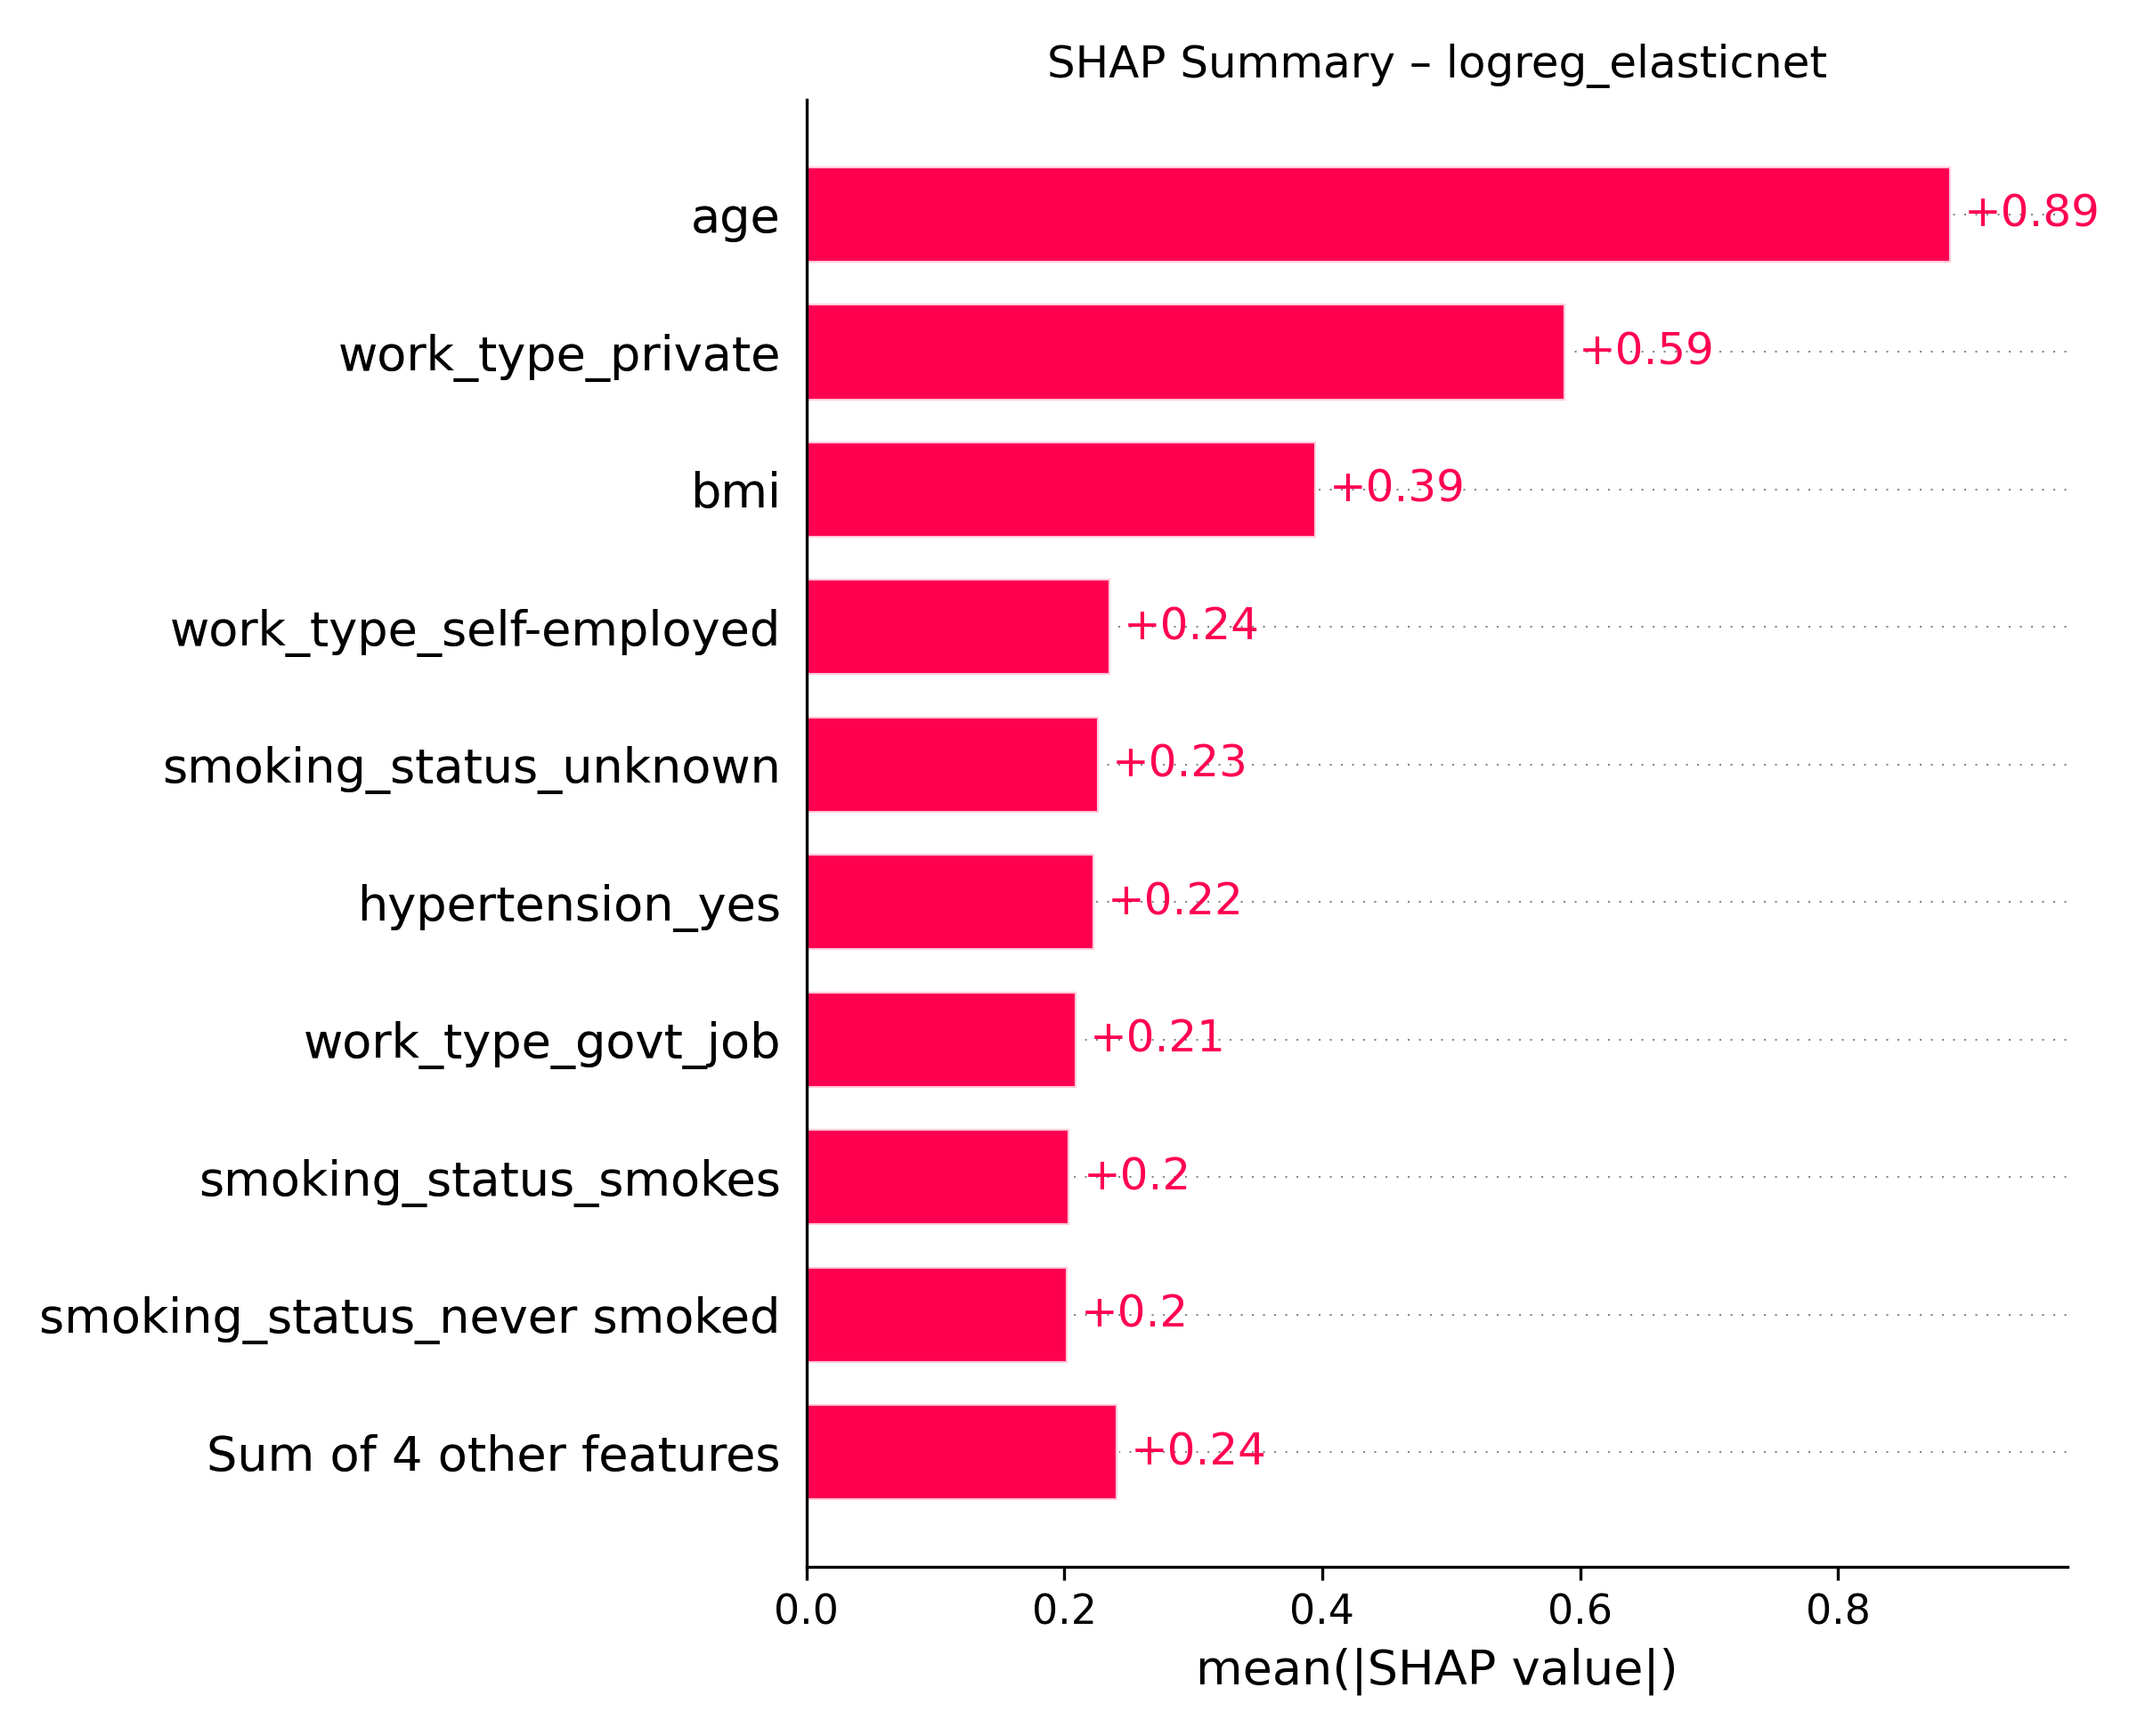 SHAP Summary – logreg_elasticnet
age +0.89
work_type_private +0.59
bmi +0.39
work_type_self-employed +0.24
smoking_status_unknown +0.23
hypertension_yes +0.22
work_type_govt_job +0.21
smoking_status_smokes +0.2
smoking_status_never smoked +0.2
Sum of 4 other features +0.24
0.0 0.2 0.4 0.6 0.8
mean(|SHAP value|)